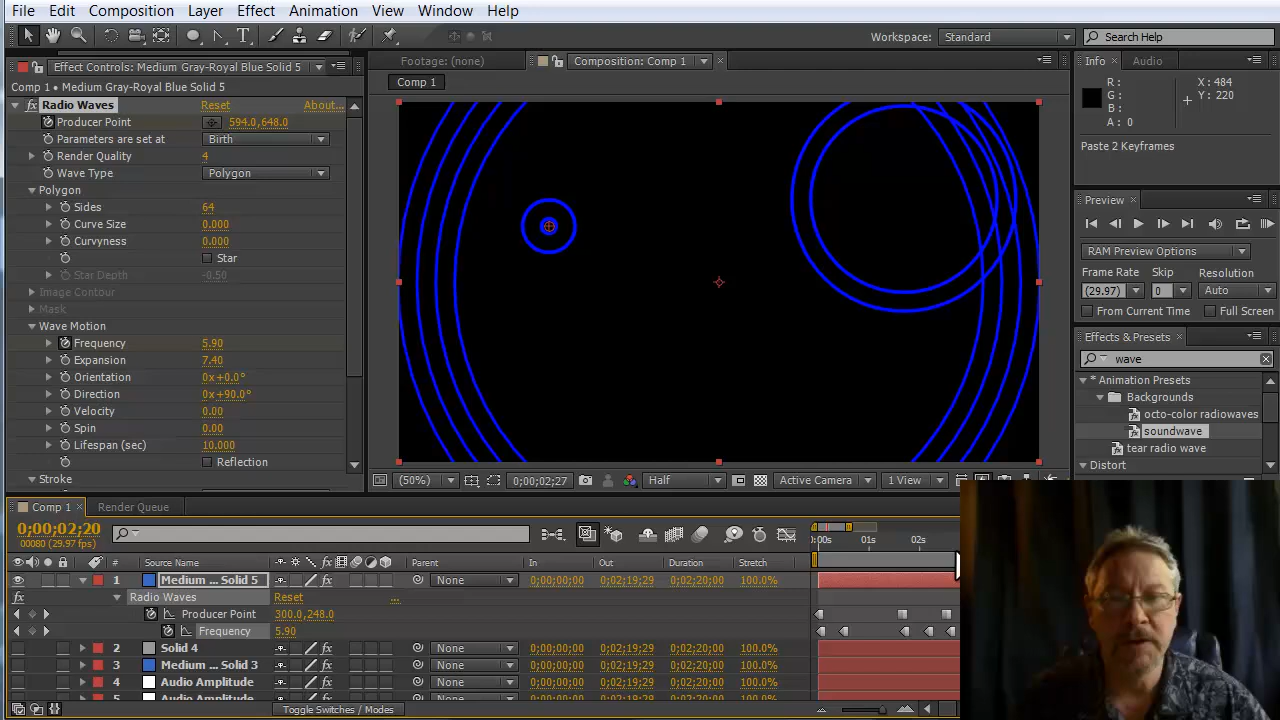 File Edit Composition Layer Effect Animation View Window Help
Workspace: Standard
Search Help
Effect Controls: Medium Gray-Royal Blue Solid 5
Comp 1 • Medium Gray-Royal Blue Solid 5
fx Radio Waves Reset About...
Producer Point 594.0,648.0
Parameters are set at Birth
Render Quality 4
Wave Type Polygon
Polygon
Sides 64
Curve Size 0.000
Curvyness 0.000
Star
Star Depth -0.50
Image Contour
Mask
Wave Motion
Frequency 5.90
Expansion 7.40
Orientation 0x+0.0°
Direction 0x+90.0°
Velocity 0.00
Spin 0.00
Lifespan (sec) 10.000
Reflection
Stroke
Footage: (none) Composition: Comp 1
Comp 1
(50%) 0;00;02;27 Half Active Camera 1 View
Info Audio
R: X: 484
G: Y: 220
B:
A: 0
Paste 2 Keyframes
Preview
RAM Preview Options
Frame Rate Skip Resolution
(29.97) 0 Auto
From Current Time Full Screen
Effects & Presets
wave
* Animation Presets
Backgrounds
octo-color radiowaves
soundwave
tear radio wave
Distort
Comp 1 Render Queue
0;00;02;20
00080 (29.97 fps)
0:00s 01s 02s
# Source Name Parent In Out Duration Stretch
1 Medium ... Solid 5 fx None 0;00;00;00 0;02;19;29 0;02;20;00 100.0%
fx Radio Waves Reset ...
Producer Point 300.0,248.0
Frequency 5.90
2 Solid 4 fx None 0;00;00;00 0;02;19;29 0;02;20;00 100.0%
3 Medium ... Solid 3 fx None 0;00;00;00 0;02;19;29 0;02;20;00 100.0%
4 Audio Amplitude fx None 0;00;00;00 0;02;19;29 0;02;20;00 100.0%
Toggle Switches / Modes